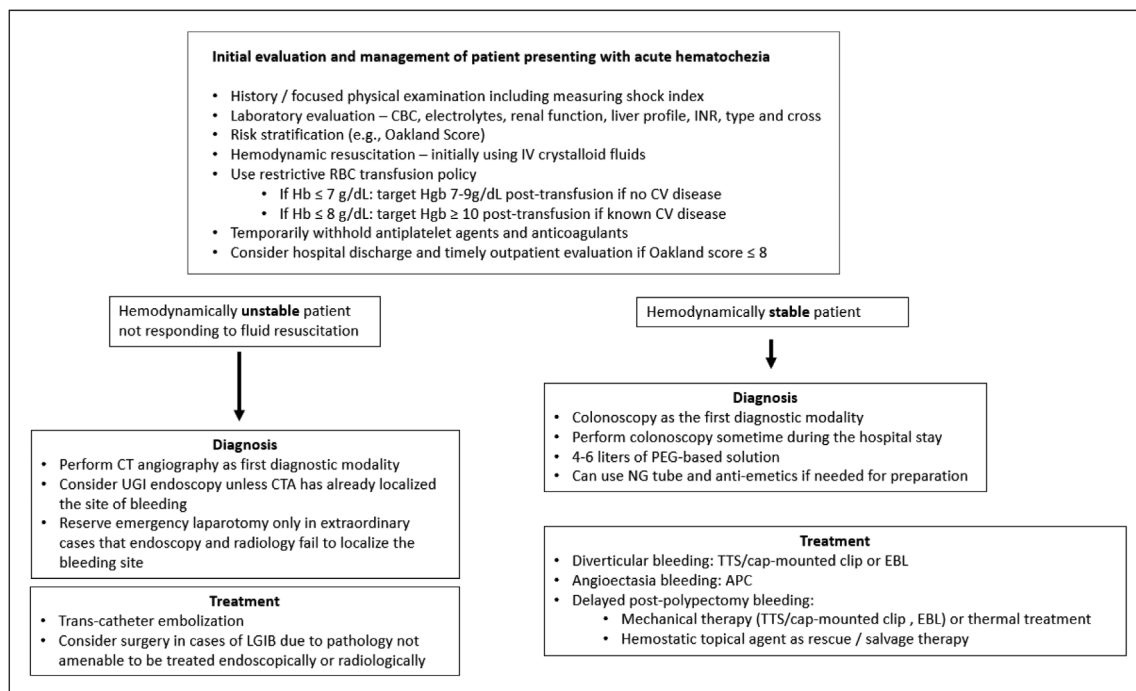 Initial evaluation and management of patient presenting with acute hematochezia
• History / focused physical examination including measuring shock index
• Laboratory evaluation – CBC, electrolytes, renal function, liver profile, INR, type and cross
• Risk stratification (e.g., Oakland Score)
• Hemodynamic resuscitation – initially using IV crystalloid fluids
• Use restrictive RBC transfusion policy
• If Hb ≤ 7 g/dL: target Hgb 7-9g/dL post-transfusion if no CV disease
• If Hb ≤ 8 g/dL: target Hgb ≥ 10 post-transfusion if known CV disease
• Temporarily withhold antiplatelet agents and anticoagulants
• Consider hospital discharge and timely outpatient evaluation if Oakland score ≤ 8
Hemodynamically unstable patient
not responding to fluid resuscitation
Diagnosis
• Perform CT angiography as first diagnostic modality
• Consider UGI endoscopy unless CTA has already localized
the site of bleeding
• Reserve emergency laparotomy only in extraordinary
cases that endoscopy and radiology fail to localize the
bleeding site
Treatment
• Trans-catheter embolization
• Consider surgery in cases of LGIB due to pathology not
amenable to be treated endoscopically or radiologically
Hemodynamically stable patient
Diagnosis
• Colonoscopy as the first diagnostic modality
• Perform colonoscopy sometime during the hospital stay
• 4-6 liters of PEG-based solution
• Can use NG tube and anti-emetics if needed for preparation
Treatment
• Diverticular bleeding: TTS/cap-mounted clip or EBL
• Angioectasia bleeding: APC
• Delayed post-polypectomy bleeding:
• Mechanical therapy (TTS/cap-mounted clip , EBL) or thermal treatment
• Hemostatic topical agent as rescue / salvage therapy